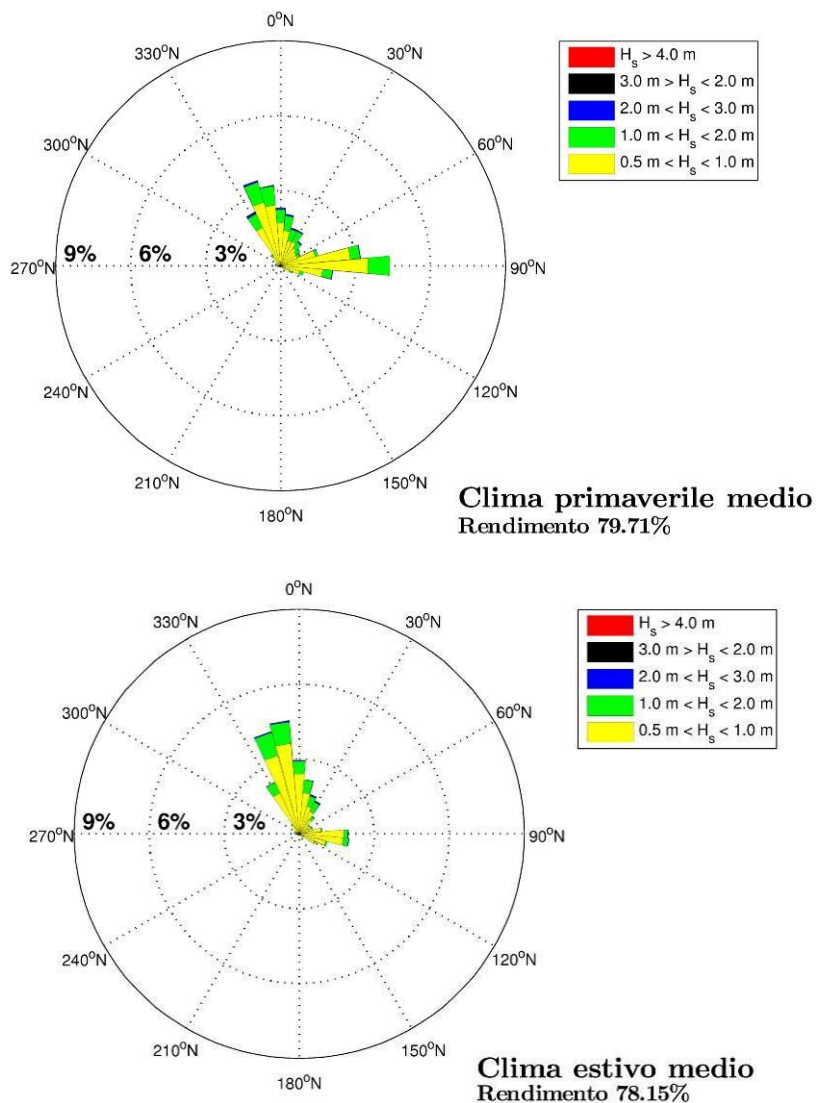 0°N
330°N
30°N
300°N
60°N
9% 6% 3%
270°N
90°N
240°N
120°N
210°N
150°N
180°N
H_s > 4.0 m
3.0 m > H_s < 2.0 m
2.0 m < H_s < 3.0 m
1.0 m < H_s < 2.0 m
0.5 m < H_s < 1.0 m
Clima primaverile medio
Rendimento 79.71%
0°N
330°N
30°N
300°N
60°N
9% 6% 3%
270°N
90°N
240°N
120°N
210°N
150°N
180°N
H_s > 4.0 m
3.0 m > H_s < 2.0 m
2.0 m < H_s < 3.0 m
1.0 m < H_s < 2.0 m
0.5 m < H_s < 1.0 m
Clima estivo medio
Rendimento 78.15%